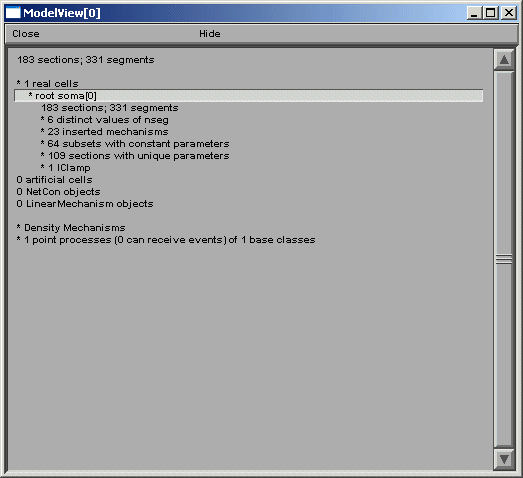 ModelView[0]
Close Hide
183 sections; 331 segments
* 1 real cells
* root soma[0]
183 sections; 331 segments
* 6 distinct values of nseg
* 23 inserted mechanisms
* 64 subsets with constant parameters
* 109 sections with unique parameters
* 1 IClamp
0 artificial cells
0 NetCon objects
0 LinearMechanism objects
* Density Mechanisms
* 1 point processes (0 can receive events) of 1 base classes